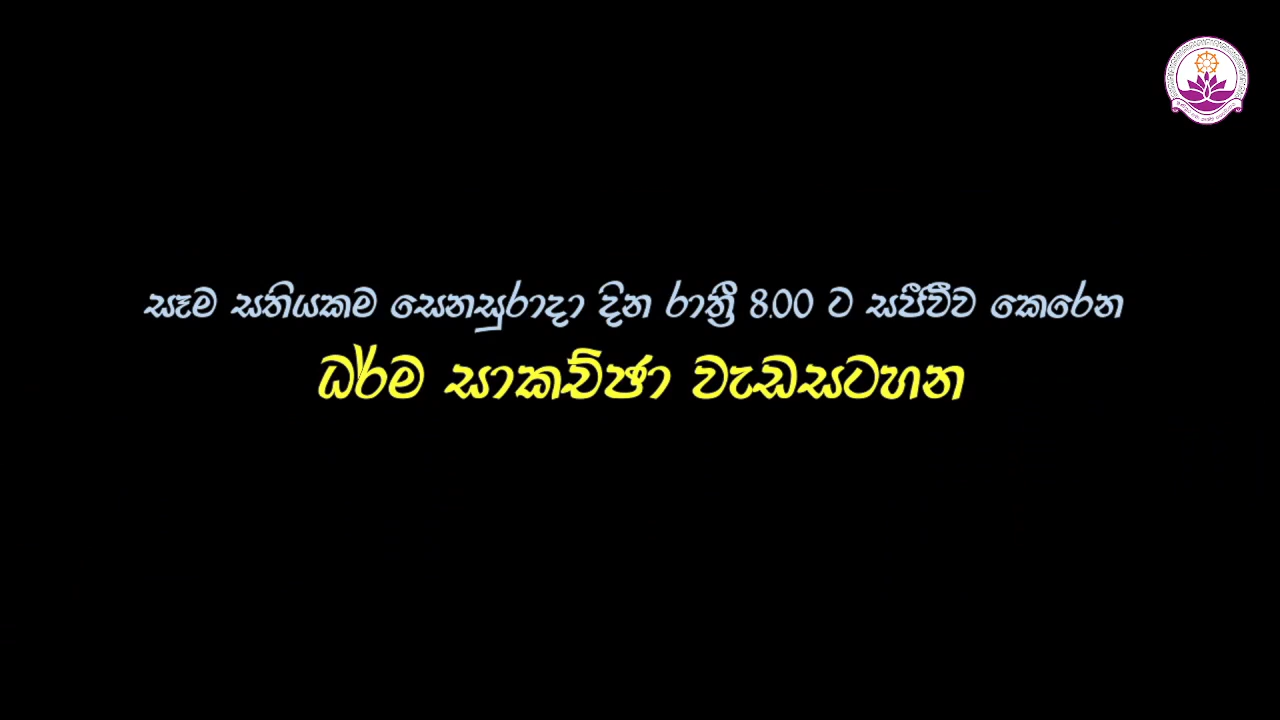 සෑම සතියකම සෙනසුරාදා දින රාත්‍රී 8.00 ට සජීවීව කෙරෙන
ධර්ම සාකච්ඡා වැඩසටහන